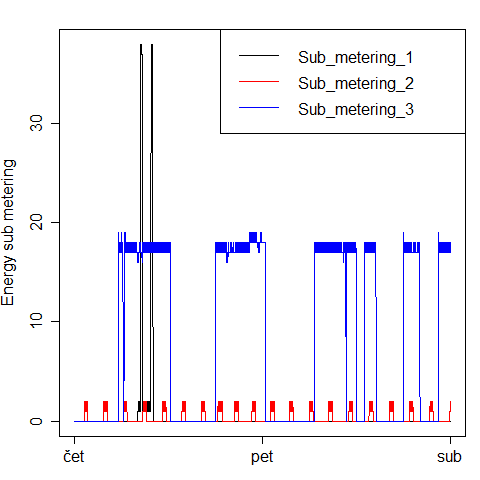 Sub_metering_1
Sub_metering_2
Sub_metering_3
Energy sub metering
30
20
10
0
čet pet sub